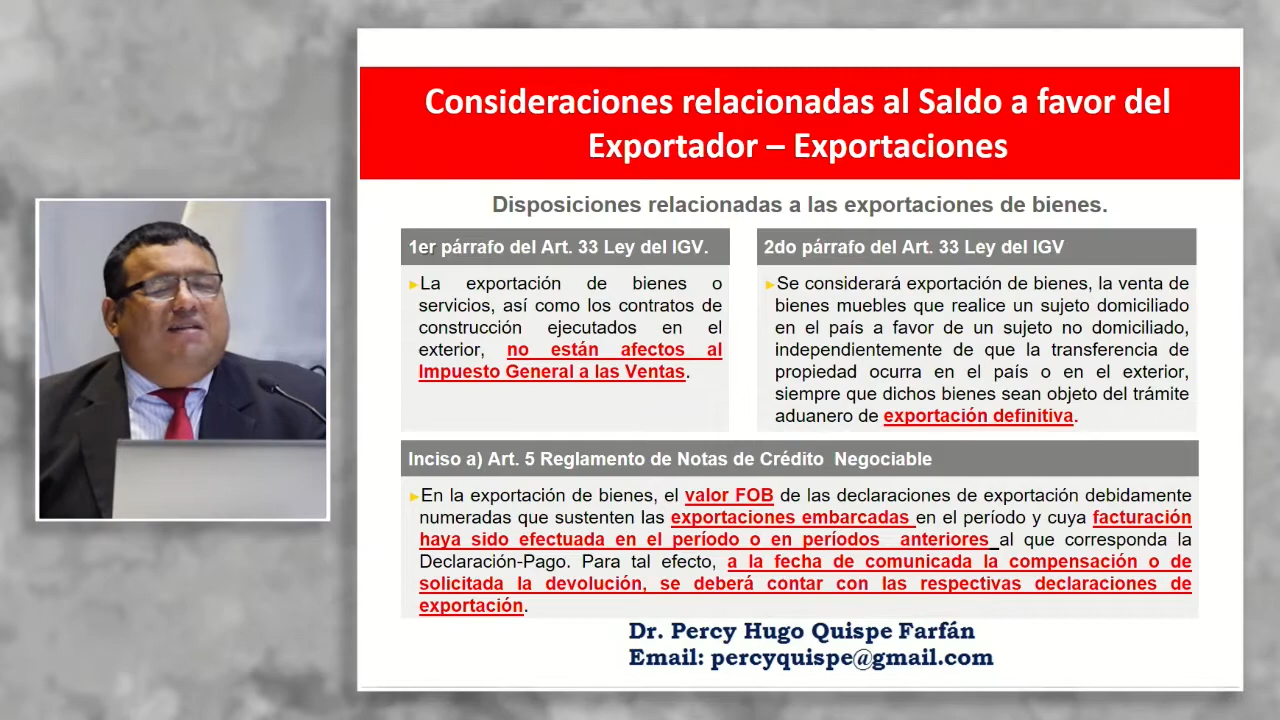 Consideraciones relacionadas al Saldo a favor del
Exportador – Exportaciones
Disposiciones relacionadas a las exportaciones de bienes.
1er párrafo del Art. 33 Ley del IGV.
La exportación de bienes o
servicios, así como los contratos de
construcción ejecutados en el
exterior, no están afectos al
Impuesto General a las Ventas.
2do párrafo del Art. 33 Ley del IGV
Se considerará exportación de bienes, la venta de
bienes muebles que realice un sujeto domiciliado
en el país a favor de un sujeto no domiciliado,
independientemente de que la transferencia de
propiedad ocurra en el país o en el exterior,
siempre que dichos bienes sean objeto del trámite
aduanero de exportación definitiva.
Inciso a) Art. 5 Reglamento de Notas de Crédito Negociable
En la exportación de bienes, el valor FOB de las declaraciones de exportación debidamente
numeradas que sustenten las exportaciones embarcadas en el período y cuya facturación
haya sido efectuada en el período o en períodos anteriores al que corresponda la
Declaración-Pago. Para tal efecto, a la fecha de comunicada la compensación o de
solicitada la devolución, se deberá contar con las respectivas declaraciones de
exportación.
Dr. Percy Hugo Quispe Farfán
Email: percyquispe@gmail.com